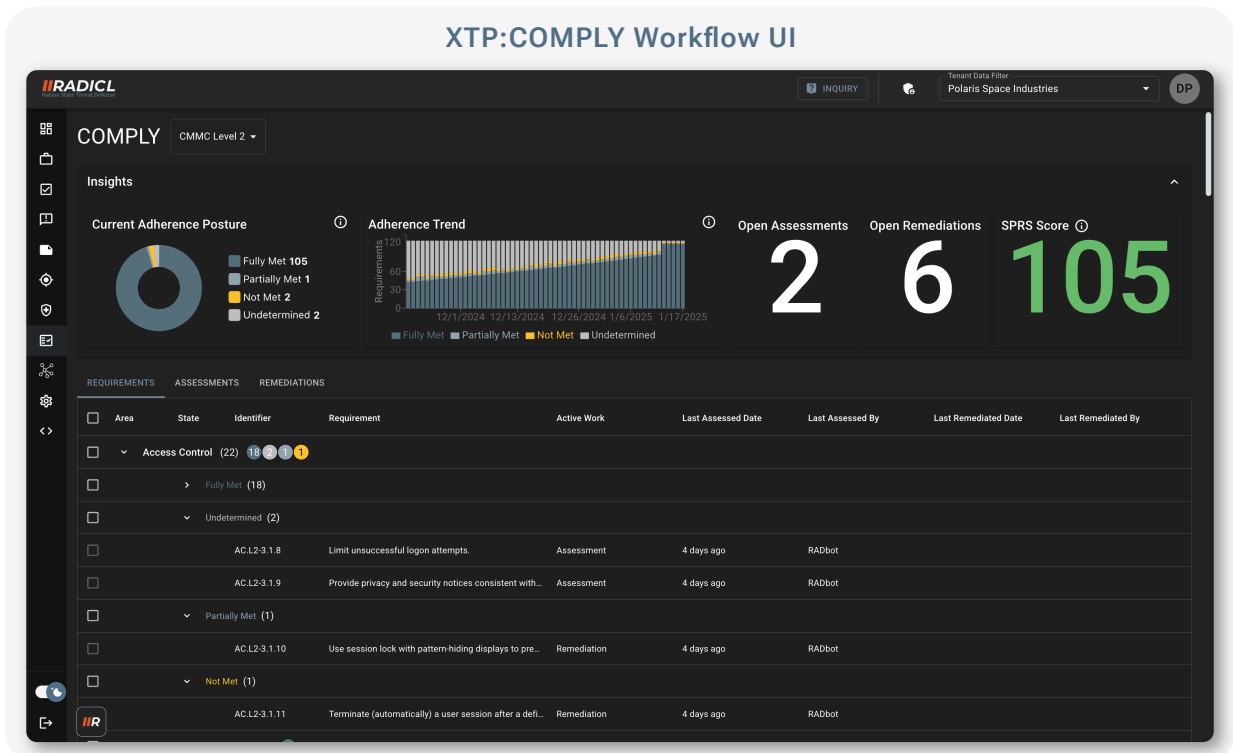 XTP:COMPLY Workflow UI
//RADICL
Nation State Threat Defense
INQUIRY
Tenant Data Filter
Polaris Space Industries
DP
COMPLY
CMMC Level 2
Insights
Current Adherence Posture
Fully Met 105
Partially Met 1
Not Met 2
Undetermined 2
Adherence Trend
Requirements
120
60
30
0
12/1/2024 12/13/2024 12/26/2024 1/6/2025 1/17/2025
Fully Met Partially Met Not Met Undetermined
Open Assessments
2
Open Remediations
6
SPRS Score
105
REQUIREMENTS ASSESSMENTS REMEDIATIONS
Area State Identifier Requirement Active Work Last Assessed Date Last Assessed By Last Remediated Date Last Remediated By
Access Control (22) 18 2 1 1
Fully Met (18)
Undetermined (2)
AC.L2-3.1.8 Limit unsuccessful logon attempts. Assessment 4 days ago RADbot
AC.L2-3.1.9 Provide privacy and security notices consistent with... Assessment 4 days ago RADbot
Partially Met (1)
AC.L2-3.1.10 Use session lock with pattern-hiding displays to pre... Remediation 4 days ago RADbot
Not Met (1)
AC.L2-3.1.11 Terminate (automatically) a user session after a defi... Remediation 4 days ago RADbot
//R